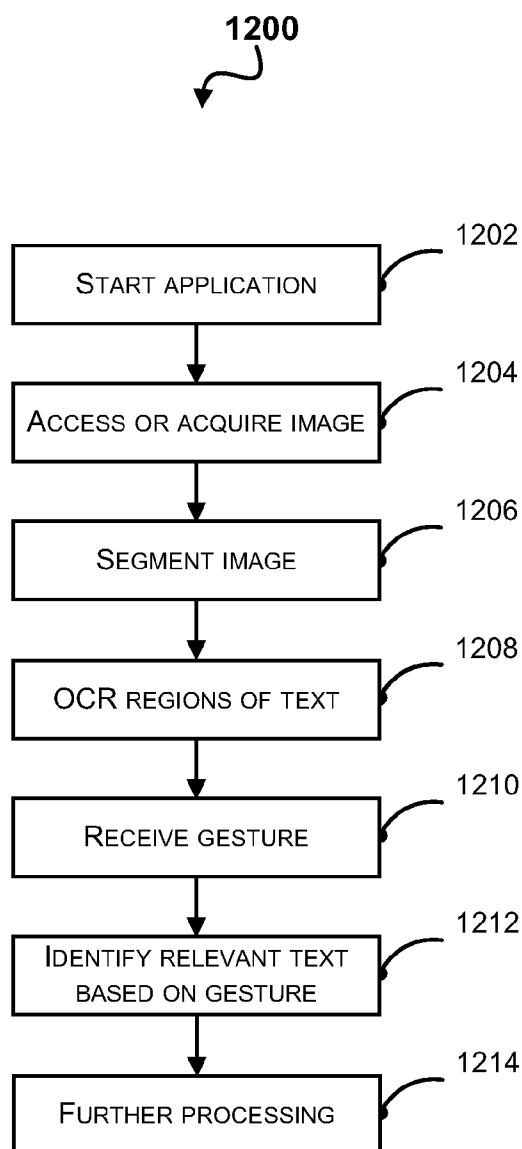 1200
1202
START APPLICATION
1204
ACCESS OR ACQUIRE IMAGE
1206
SEGMENT IMAGE
1208
OCR REGIONS OF TEXT
1210
RECEIVE GESTURE
1212
IDENTIFY RELEVANT TEXT
BASED ON GESTURE
1214
FURTHER PROCESSING